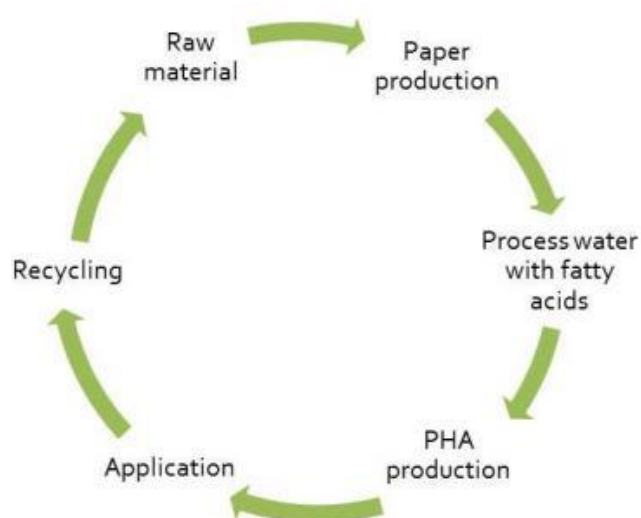 Raw
material
Paper
production
Process water
with fatty
acids
PHA
production
Application
Recycling